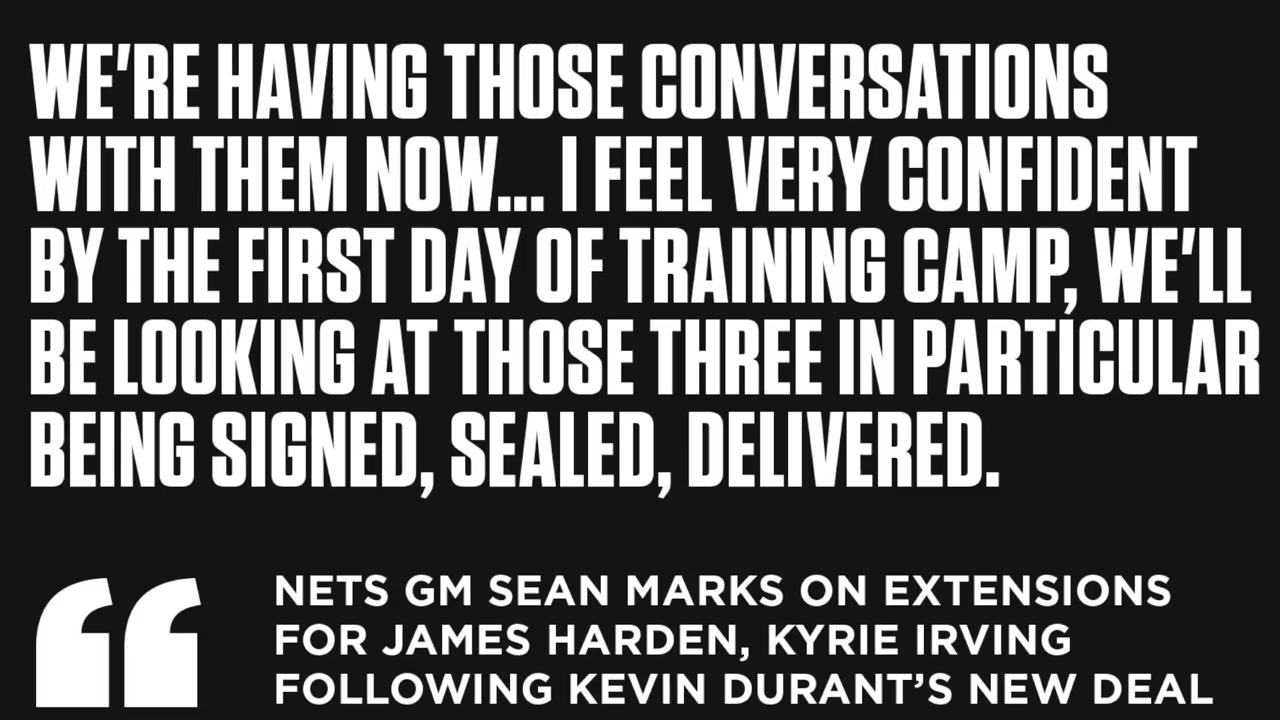 WE'RE HAVING THOSE CONVERSATIONS
WITH THEM NOW... I FEEL VERY CONFIDENT
BY THE FIRST DAY OF TRAINING CAMP, WE'LL
BE LOOKING AT THOSE THREE IN PARTICULAR
BEING SIGNED, SEALED, DELIVERED.
“
NETS GM SEAN MARKS ON EXTENSIONS
FOR JAMES HARDEN, KYRIE IRVING
FOLLOWING KEVIN DURANT’S NEW DEAL